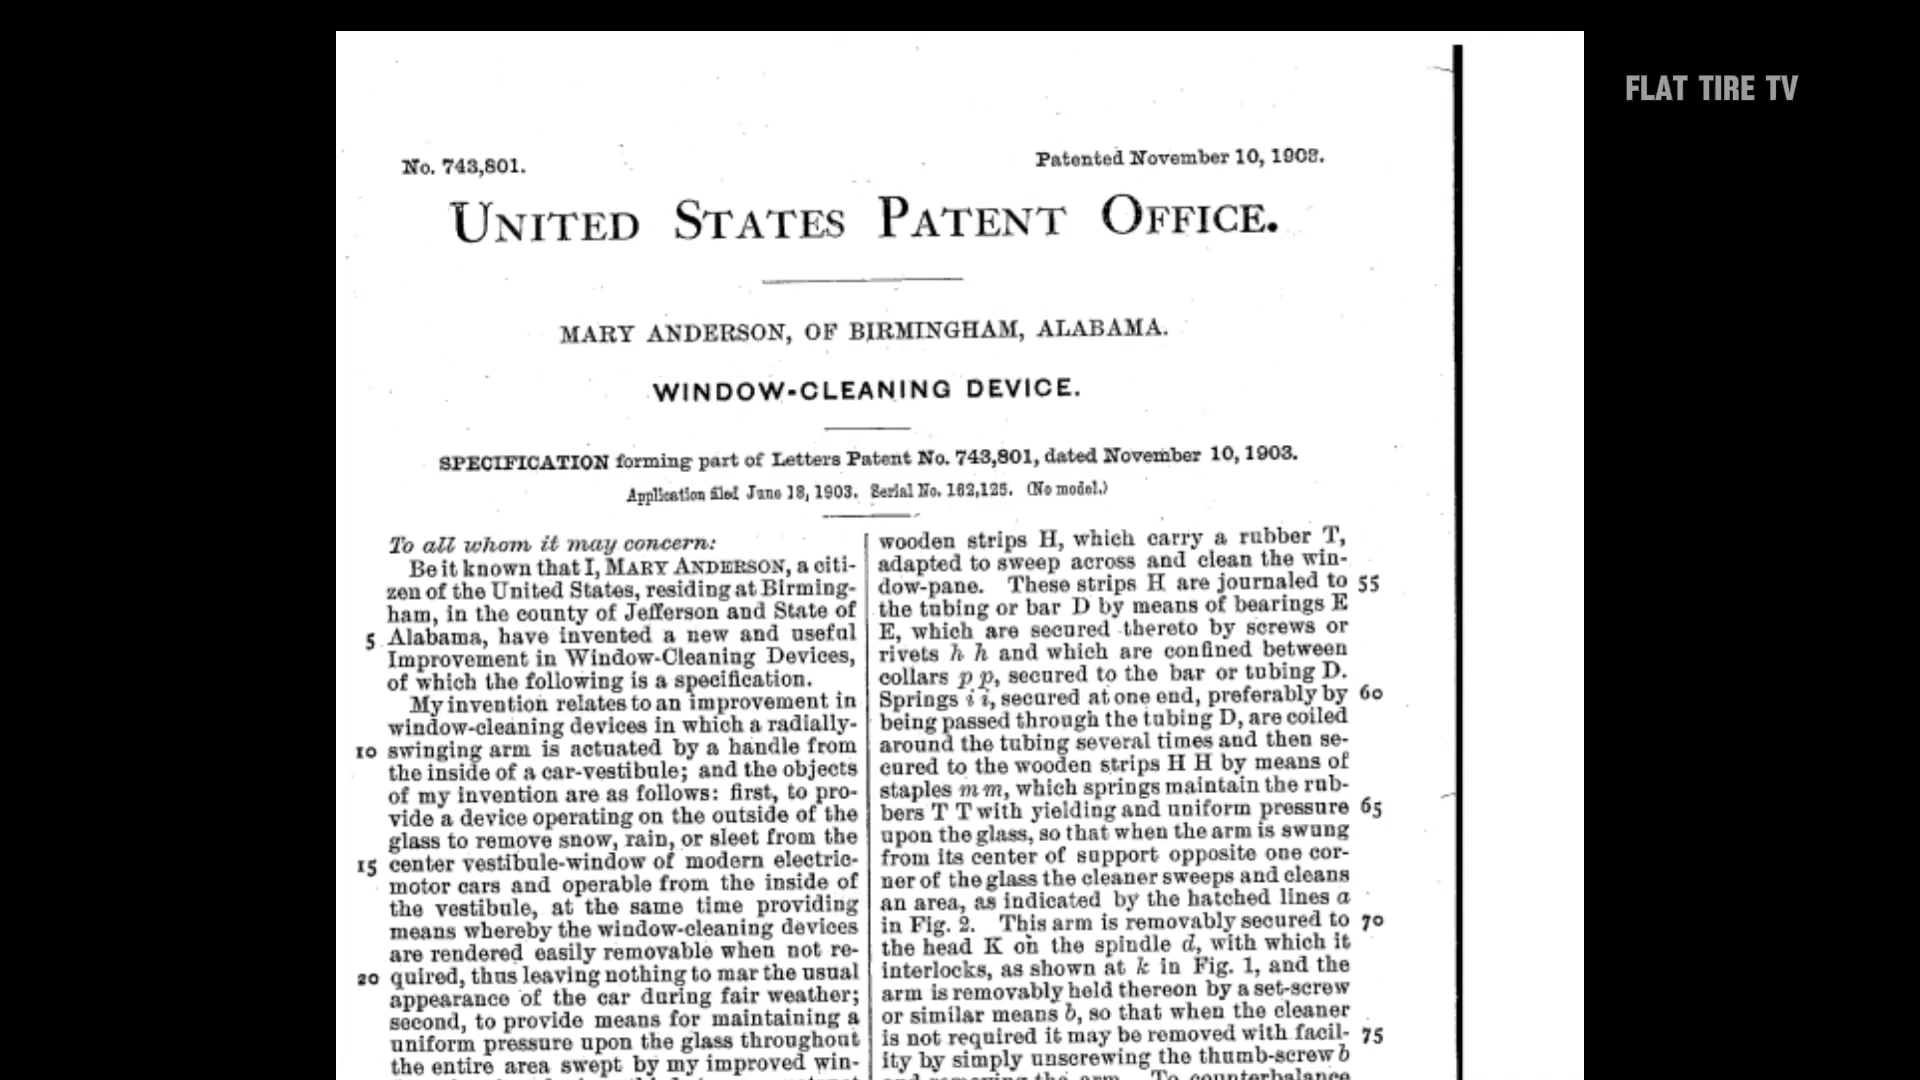 FLAT TIRE TV
No. 743,801.
Patented November 10, 1903.
UNITED STATES PATENT OFFICE.
MARY ANDERSON, OF BIRMINGHAM, ALABAMA.
WINDOW-CLEANING DEVICE.
SPECIFICATION forming part of Letters Patent No. 743,801, dated November 10, 1903.
Application filed June 18, 1903. Serial No. 162,125. (No model.)
To all whom it may concern:
Be it known that I, MARY ANDERSON, a citi-
zen of the United States, residing at Birming-
ham, in the county of Jefferson and State of
5 Alabama, have invented a new and useful
Improvement in Window-Cleaning Devices,
of which the following is a specification.
My invention relates to an improvement in
window-cleaning devices in which a radially-
10 swinging arm is actuated by a handle from
the inside of a car-vestibule; and the objects
of my invention are as follows: first, to pro-
vide a device operating on the outside of the
glass to remove snow, rain, or sleet from the
15 center vestibule-window of modern electric-
motor cars and operable from the inside of
the vestibule, at the same time providing
means whereby the window-cleaning devices
are rendered easily removable when not re-
20 quired, thus leaving nothing to mar the usual
appearance of the car during fair weather;
second, to provide means for maintaining a
uniform pressure upon the glass throughout
the entire area swept by my improved win-
wooden strips H, which carry a rubber T,
adapted to sweep across and clean the win-
dow-pane. These strips H are journaled to 55
the tubing or bar D by means of bearings E
E, which are secured thereto by screws or
rivets h h and which are confined between
collars p p, secured to the bar or tubing D.
Springs i i, secured at one end, preferably by 60
being passed through the tubing D, are coiled
around the tubing several times and then se-
cured to the wooden strips H H by means of
staples m m, which springs maintain the rub-
bers T T with yielding and uniform pressure 65
upon the glass, so that when the arm is swung
from its center of support opposite one cor-
ner of the glass the cleaner sweeps and cleans
an area, as indicated by the hatched lines a
in Fig. 2. This arm is removably secured to 70
the head K on the spindle d, with which it
interlocks, as shown at k in Fig. 1, and the
arm is removably held thereon by a set-screw
or similar means b, so that when the cleaner
is not required it may be removed with facil- 75
ity by simply unscrewing the thumb-screw b
and removing the arm. To counterbalance